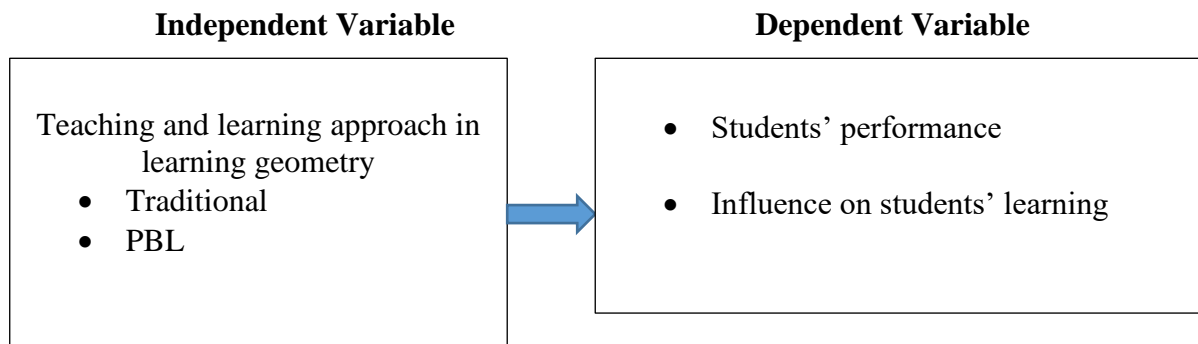 Independent Variable
Dependent Variable
Teaching and learning approach in
learning geometry
• Traditional
• PBL
• Students’ performance
• Influence on students’ learning